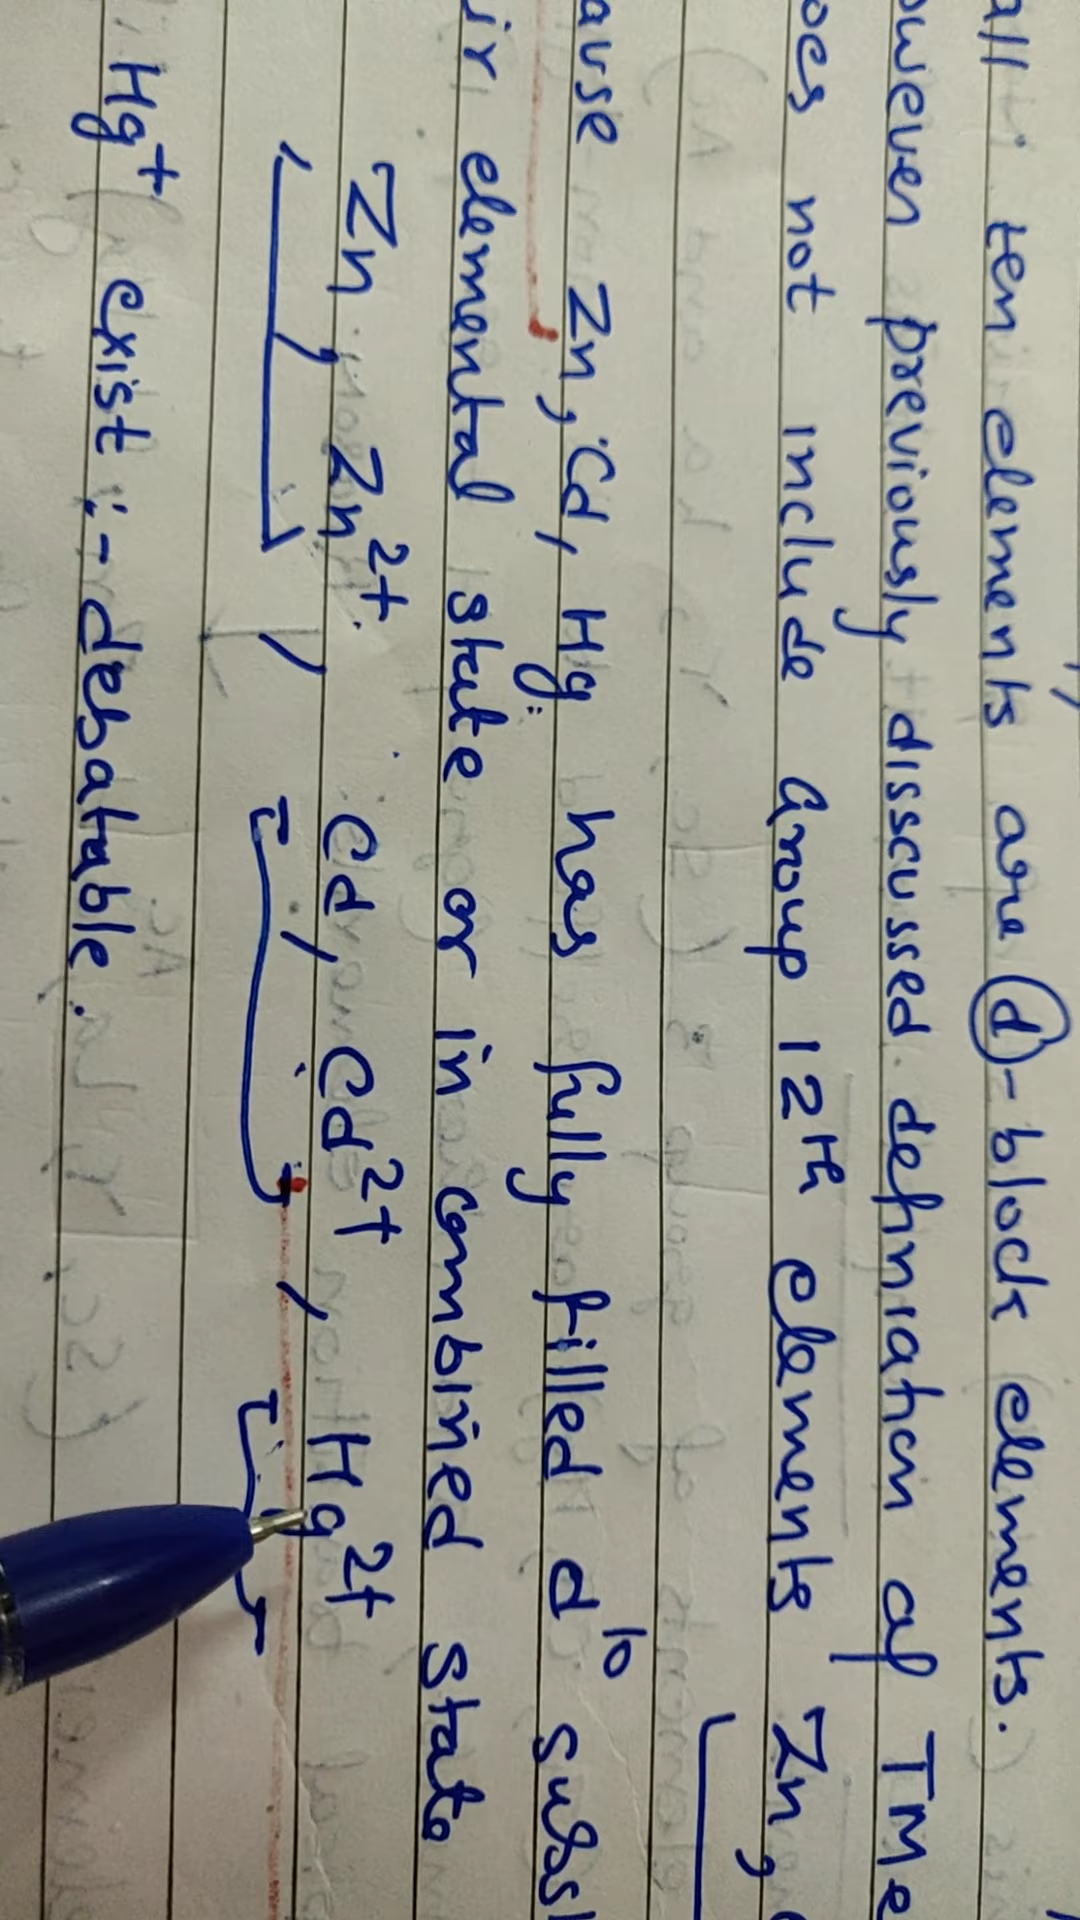 all ten elements are d-block elements.
owever previously disscussed definiation of TMe
oes not include Group 12th elements Zn,
ause Zn, Cd, Hg has fully filled d10 subs
ir elemental state or in combined state
Zn, Zn2+, Cd, Cd2+, Hg2+
Hg+ exist :- debatable.